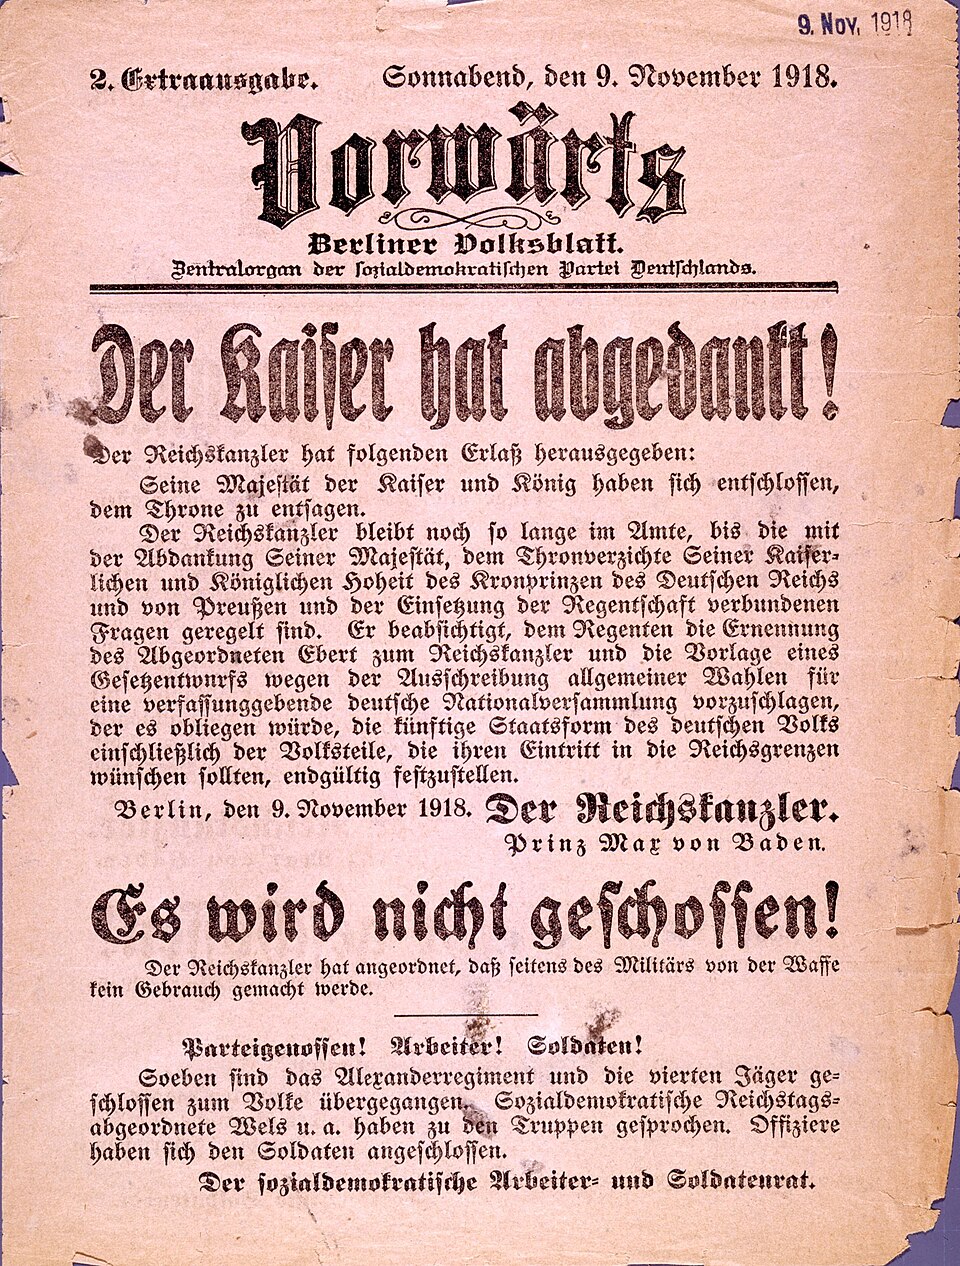 9. Nov. 1918
2. Extraausgabe. Sonnabend, den 9. November 1918.
Vorwärts
Berliner Volksblatt.
Zentralorgan der sozialdemokratischen Partei Deutschlands.
Der Kaiser hat abgedankt!
Der Reichskanzler hat folgenden Erlaß herausgegeben:
Seine Majestät der Kaiser und König haben sich entschlossen,
dem Throne zu entsagen.
Der Reichskanzler bleibt noch so lange im Amte, bis die mit
der Abdankung Seiner Majestät, dem Thronverzichte Seiner Kaiser-
lichen und Königlichen Hoheit des Kronprinzen des Deutschen Reichs
und von Preußen und der Einsetzung der Regentschaft verbundenen
Fragen geregelt sind. Er beabsichtigt, dem Regenten die Ernennung
des Abgeordneten Ebert zum Reichskanzler und die Vorlage eines
Gesetzentwurfs wegen der Ausschreibung allgemeiner Wahlen für
eine verfassunggebende deutsche Nationalversammlung vorzuschlagen,
der es obliegen würde, die künftige Staatsform des deutschen Volks
einschließlich der Volksteile, die ihren Eintritt in die Reichsgrenzen
wünschen sollten, endgültig festzustellen.
Berlin, den 9. November 1918. Der Reichskanzler.
Prinz Max von Baden.
Es wird nicht geschossen!
Der Reichskanzler hat angeordnet, daß seitens des Militärs von der Waffe
kein Gebrauch gemacht werde.
Parteigenossen! Arbeiter! Soldaten!
Soeben sind das Alexanderregiment und die vierten Jäger ge-
schlossen zum Volke übergegangen. Sozialdemokratische Reichstags-
abgeordnete Wels u. a. haben zu den Truppen gesprochen. Offiziere
haben sich den Soldaten angeschlossen.
Der sozialdemokratische Arbeiter- und Soldatenrat.